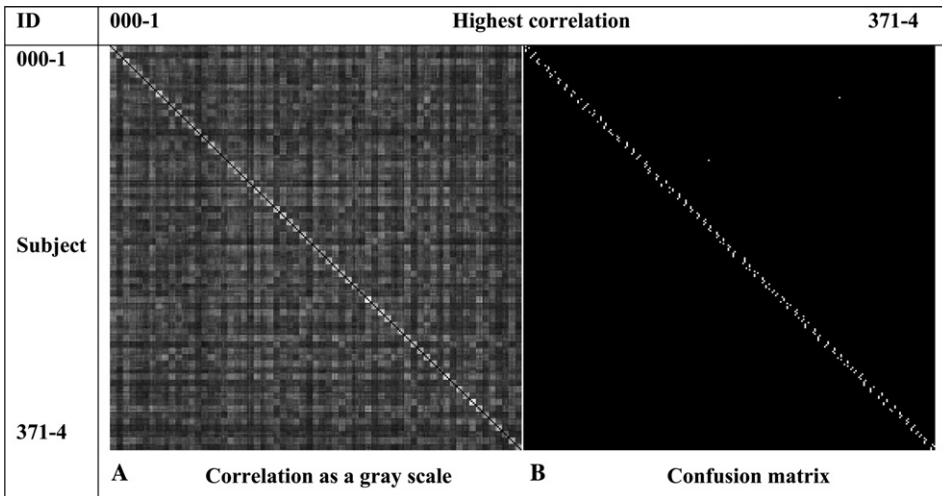 ID 000-1 Highest correlation 371-4
000-1
Subject
371-4
A Correlation as a gray scale B Confusion matrix